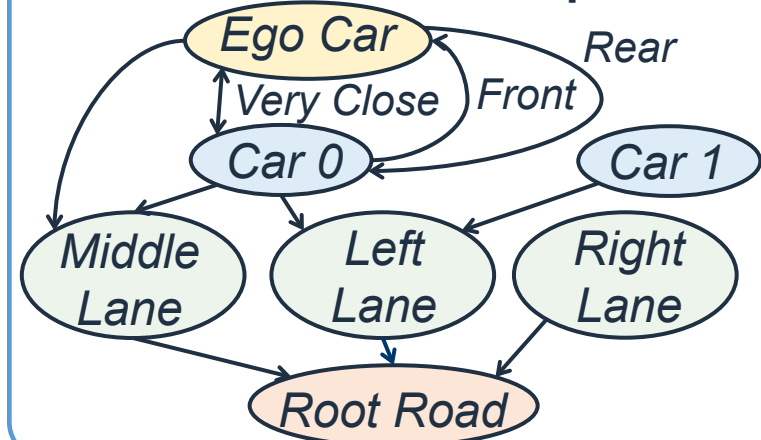 Ego Car
Rear
Very Close
Front
Car 0
Car 1
Middle
Lane
Left
Lane
Right
Lane
Root Road